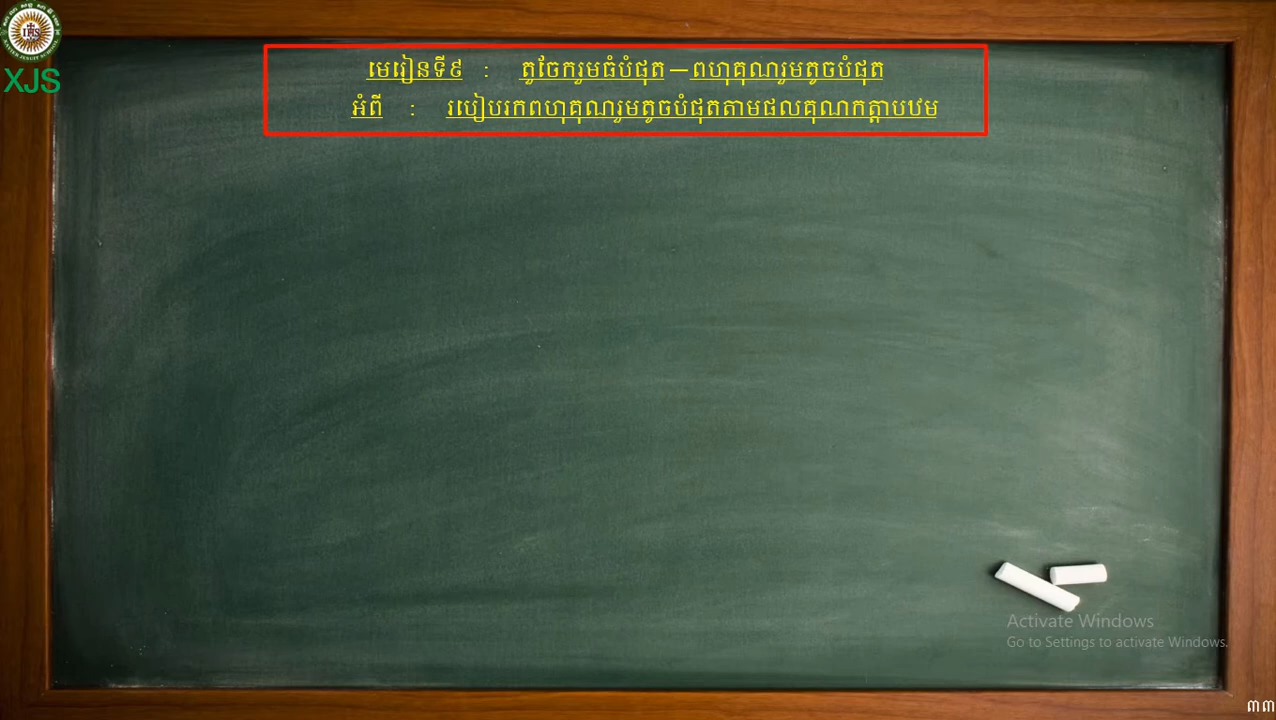 XJS
មេរៀនទី៩ : តួចែករួមធំបំផុត – ពហុគុណរួមតូចបំផុត
អំពី : របៀបរកពហុគុណរួមតូចបំផុតតាមផលគុណកត្តាបឋម
Activate Windows
Go to Settings to activate Windows.
៣៣